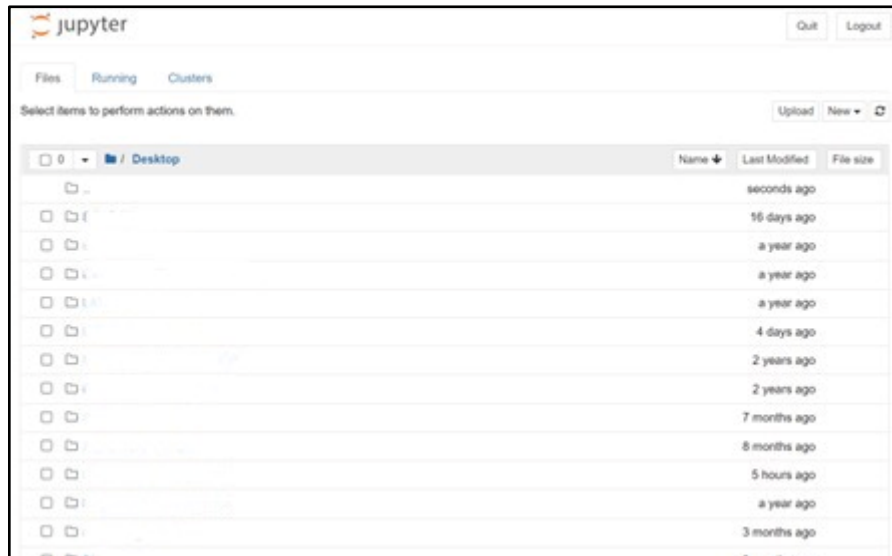 jupyter
Quit Logout
Files Running Clusters
Select items to perform actions on them.
Upload New
0 / Desktop Name Last Modified File size
.. seconds ago
16 days ago
a year ago
a year ago
a year ago
4 days ago
2 years ago
2 years ago
7 months ago
8 months ago
5 hours ago
a year ago
3 months ago